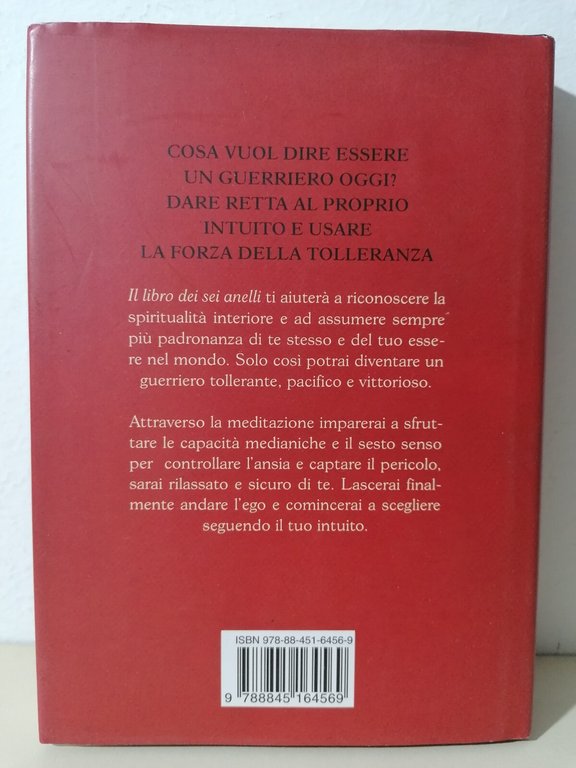 COSA VUOL DIRE ESSERE
UN GUERRIERO OGGI?
DARE RETTA AL PROPRIO
INTUITO E USARE
LA FORZA DELLA TOLLERANZA
Il libro dei sei anelli ti aiuterà a riconoscere la
spiritualità interiore e ad assumere sempre
più padronanza di te stesso e del tuo esse-
re nel mondo. Solo così potrai diventare un
guerriero tollerante, pacifico e vittorioso.
Attraverso la meditazione imparerai a sfrut-
tare le capacità medianiche e il sesto senso
per controllare l'ansia e captare il pericolo,
sarai rilassato e sicuro di te. Lascerai final-
mente andare l'ego e comincerai a scegliere
seguendo il tuo intuito.
ISBN 978-88-451-6456-9
9 788845 164569